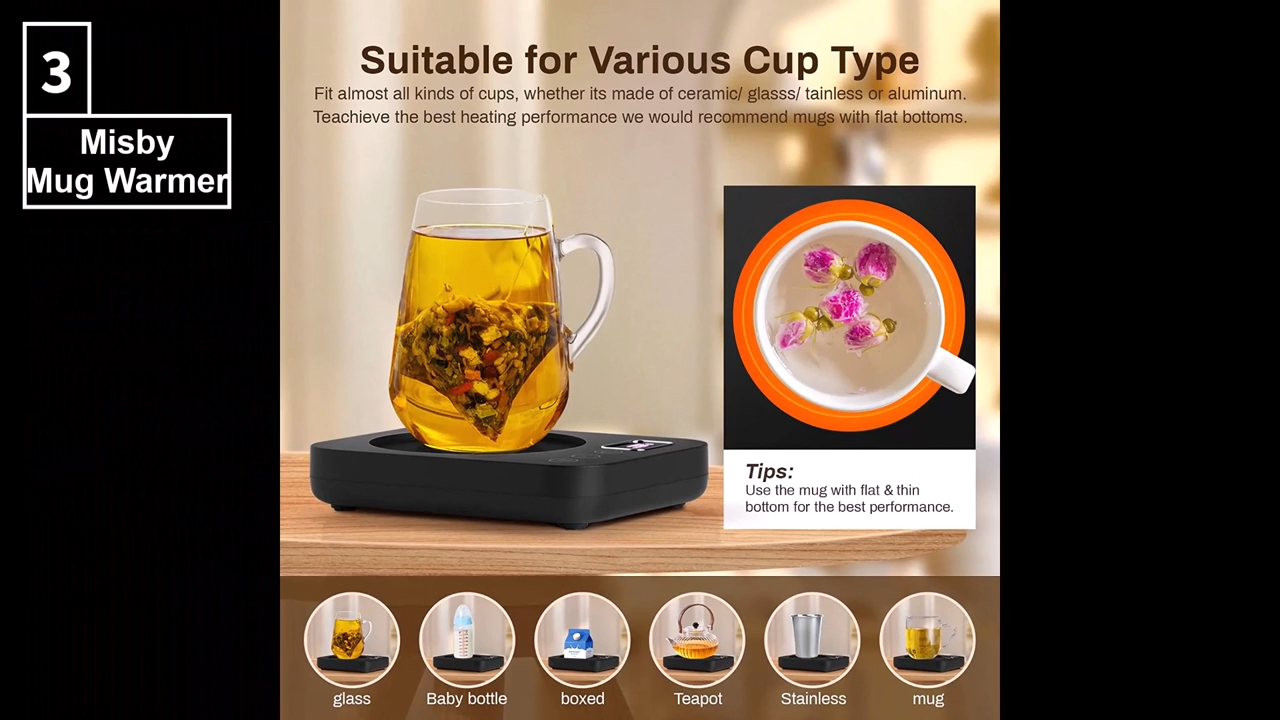 3
Misby
Mug Warmer
Suitable for Various Cup Type
Fit almost all kinds of cups, whether its made of ceramic/ glasss/ tainless or aluminum.
Teachieve the best heating performance we would recommend mugs with flat bottoms.
Tips:
Use the mug with flat & thin
bottom for the best performance.
glass
Baby bottle
boxed
Teapot
Stainless
mug